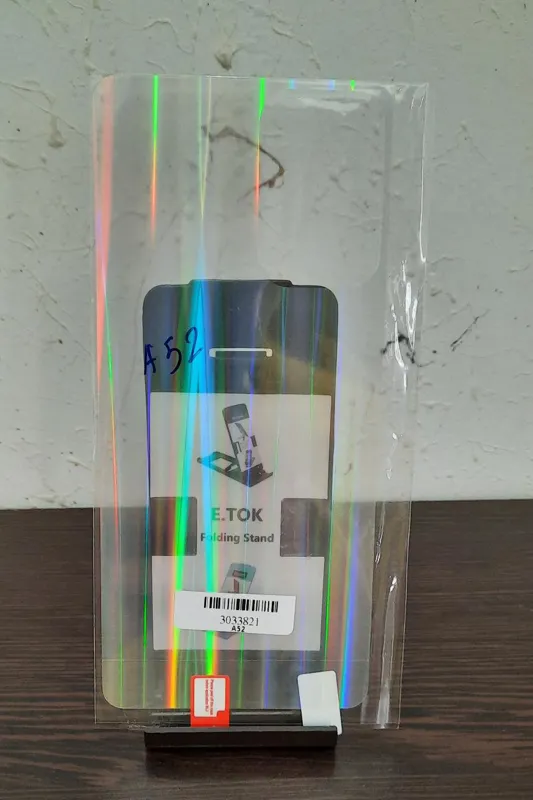 A52
E.TOK
Folding Stand
3033821
A52